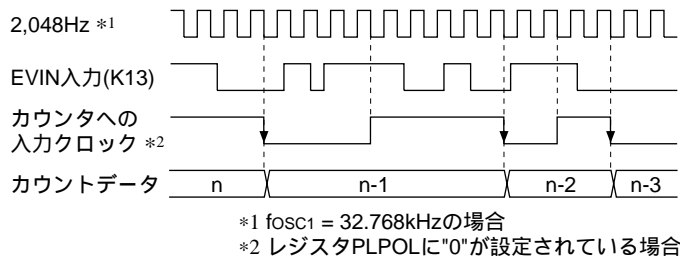 2,048Hz *1
EVIN入力(K13)
カウンタへの
入力クロック *2
カウントデータ n n-1 n-2 n-3
*1 fOSC1 = 32.768kHzの場合
*2 レジスタPLPOLに"0"が設定されている場合